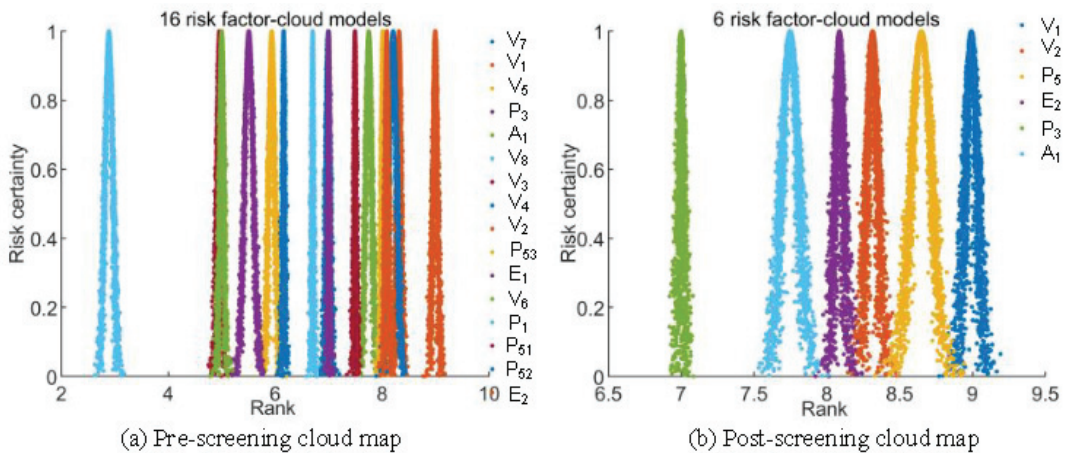 16 risk factor-cloud models
Risk certainty
1
0.8
0.6
0.4
0.2
0
2
4
6
8
10
Rank
V7
V1
V5
P3
A1
V8
V3
V4
V2
P53
E1
V6
P1
P51
P52
E2
(a) Pre-screening cloud map
6 risk factor-cloud models
Risk certainty
1
0.8
0.6
0.4
0.2
0
6.5
7
7.5
8
8.5
9
9.5
Rank
V1
V2
P5
E2
P3
A1
(b) Post-screening cloud map